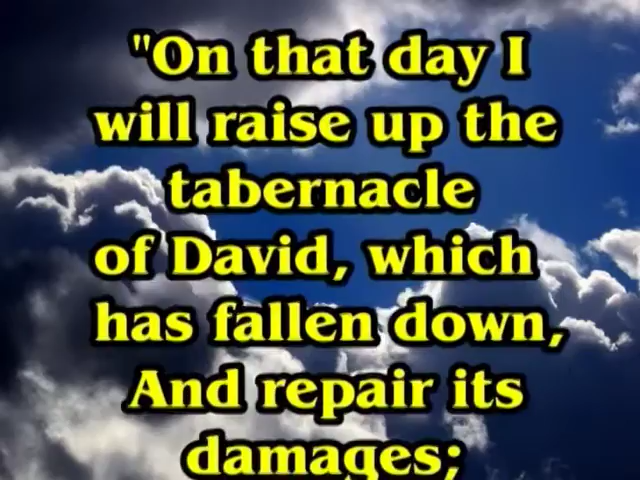 "On that day I
will raise up the
tabernacle
of David, which
has fallen down,
And repair its
damages;